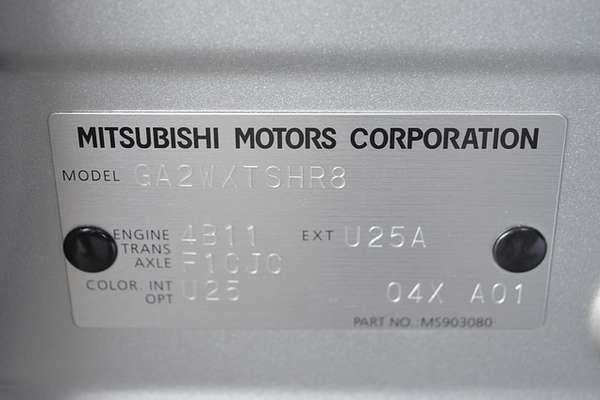 MITSUBISHI MOTORS CORPORATION
MODEL GA2WXTSHR8
ENGINE 4B11 EXT U25A
TRANS
AXLE F1CJC
COLOR. INT U25
OPT 04X A01
PART NO.: MS903080